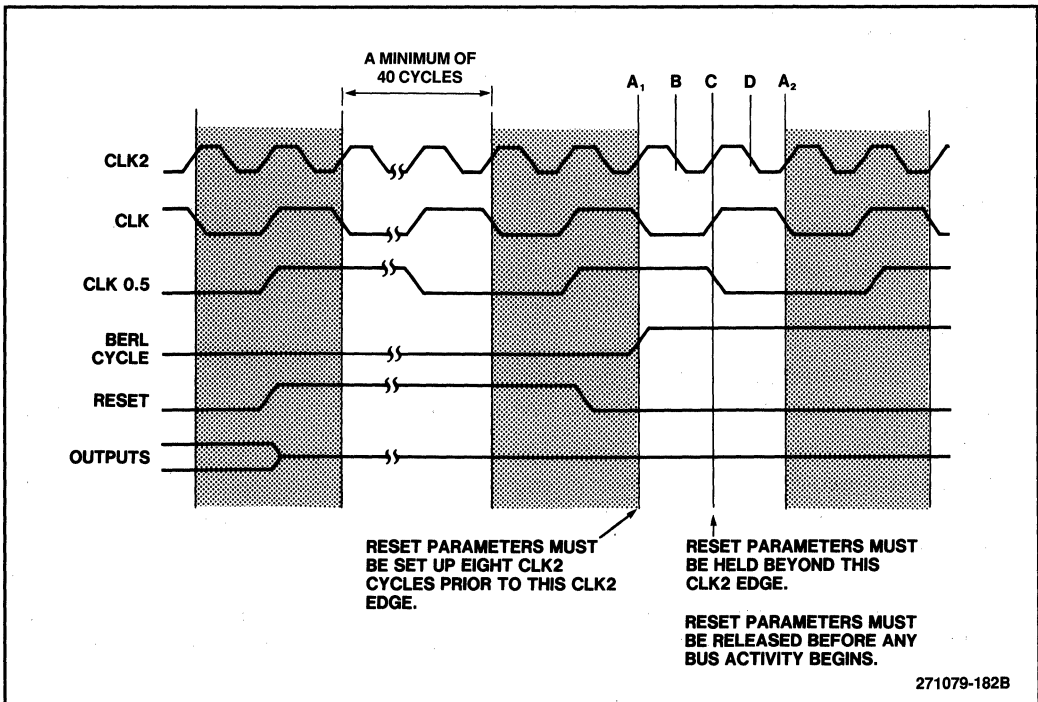 A MINIMUM OF
40 CYCLES
A₁ B C D A₂
CLK2
CLK
CLK 0.5
BERL
CYCLE
RESET
OUTPUTS
RESET PARAMETERS MUST
BE SET UP EIGHT CLK2
CYCLES PRIOR TO THIS CLK2
EDGE.
RESET PARAMETERS MUST
BE HELD BEYOND THIS
CLK2 EDGE.
RESET PARAMETERS MUST
BE RELEASED BEFORE ANY
BUS ACTIVITY BEGINS.
271079-182B